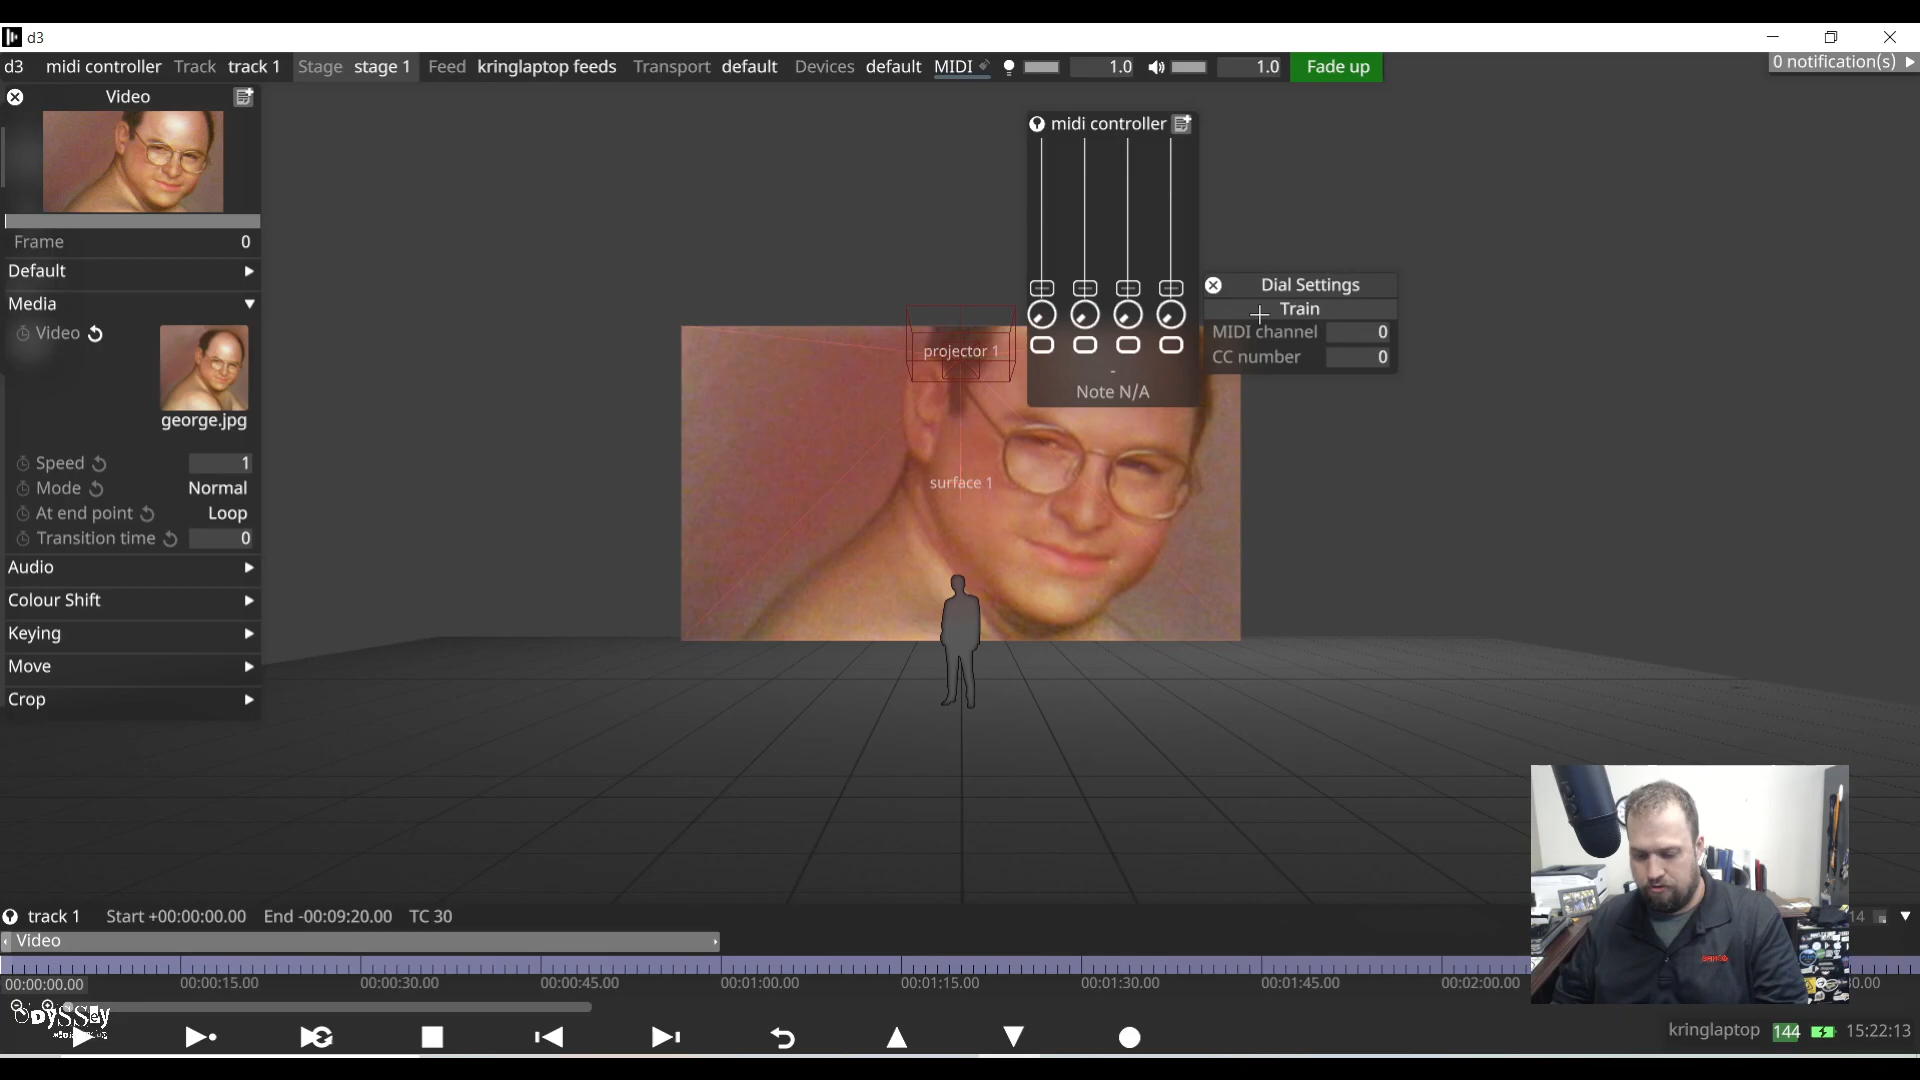 d3
d3 midi controller Track track 1 Stage stage 1 Feed kringlaptop feeds Transport default Devices default MIDI 1.0 1.0 Fade up
0 notification(s)
Video
Frame 0
Default
Media
Video
george.jpg
Speed 1
Mode Normal
At end point Loop
Transition time 0
Audio
Colour Shift
Keying
Move
Crop
midi controller
-
Note N/A
Dial Settings
Train
MIDI channel 0
CC number 0
projector 1
surface 1
track 1 Start +00:00:00.00 End -00:09:20.00 TC 30
14
Video
00:00:00.00 00:00:15.00 00:00:30.00 00:00:45.00 00:01:00.00 00:01:15.00 00:01:30.00 00:01:45.00 00:02:00.00
kringlaptop 144 15:22:13